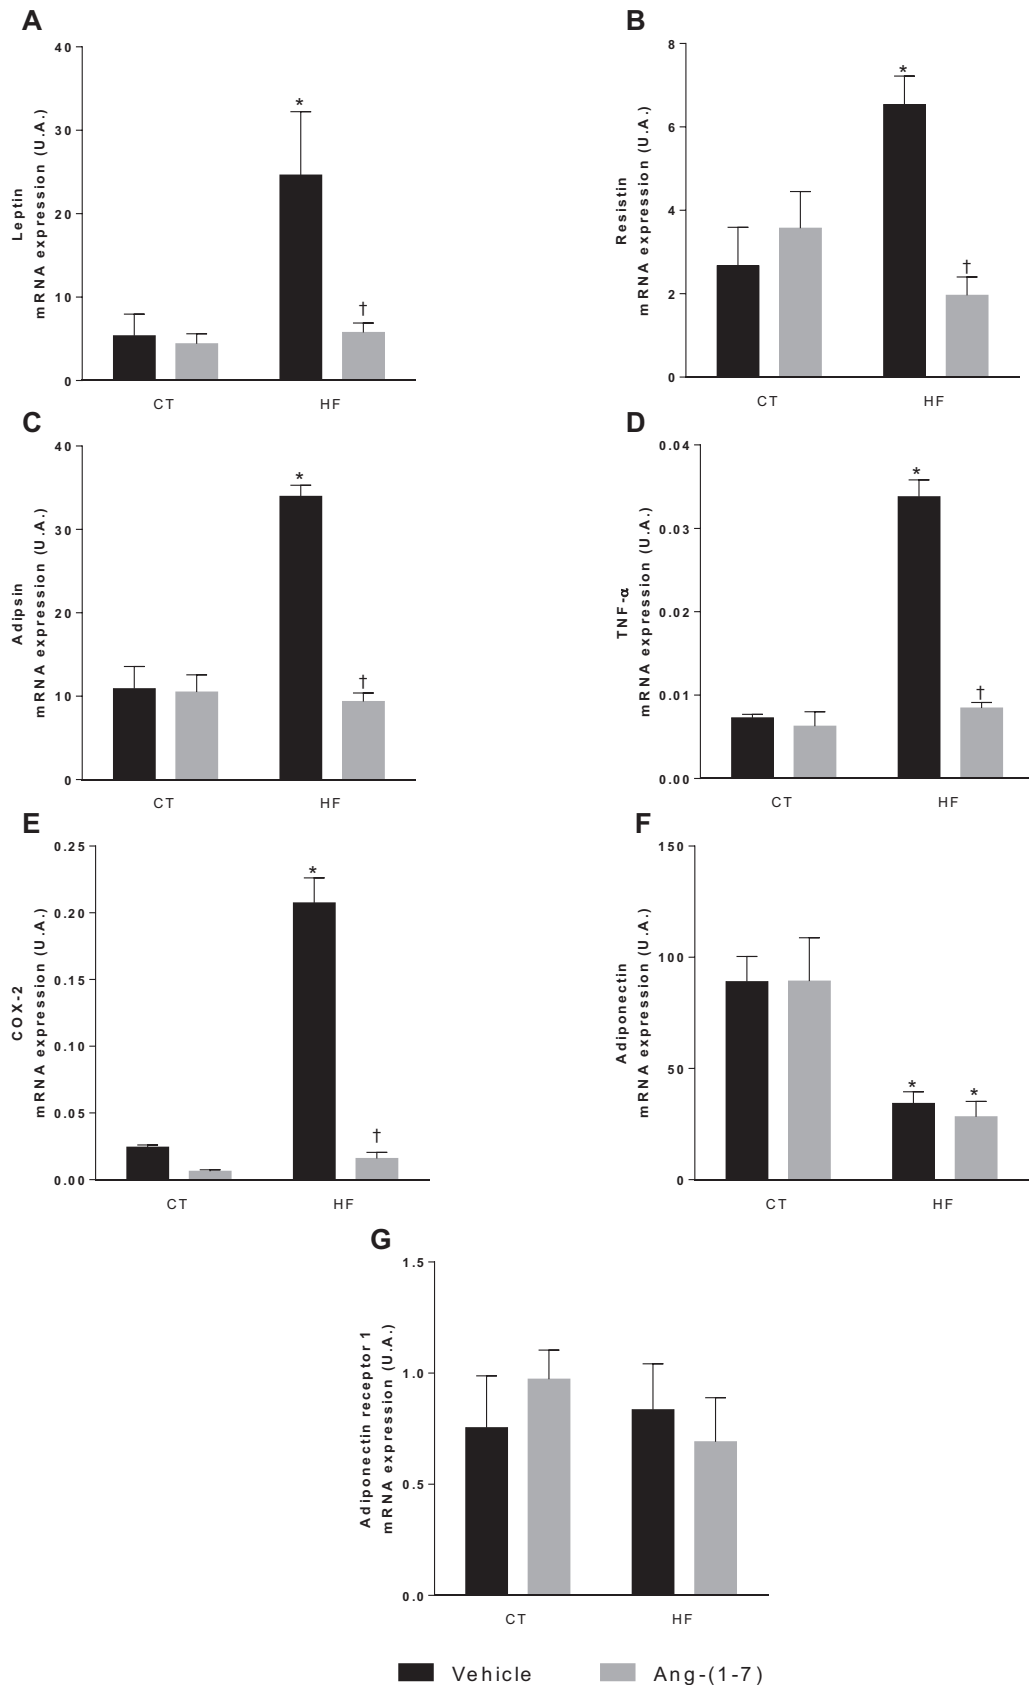 A
Leptin
mRNA expression (U.A.)
40
30
20
10
0
*
†
CT HF
B
Resistin
mRNA expression (U.A.)
8
6
4
2
0
*
†
CT HF
C
Adipsin
mRNA expression (U.A.)
40
30
20
10
0
*
†
CT HF
D
TNF-α
mRNA expression (U.A.)
0.04
0.03
0.02
0.01
0.00
*
†
CT HF
E
COX-2
mRNA expression (U.A.)
0.25
0.20
0.15
0.10
0.05
0.00
*
†
CT HF
F
Adiponectin
mRNA expression (U.A.)
150
100
50
0
* *
CT HF
G
Adiponectin receptor 1
mRNA expression (U.A.)
1.5
1.0
0.5
0.0
CT HF
Vehicle Ang-(1-7)